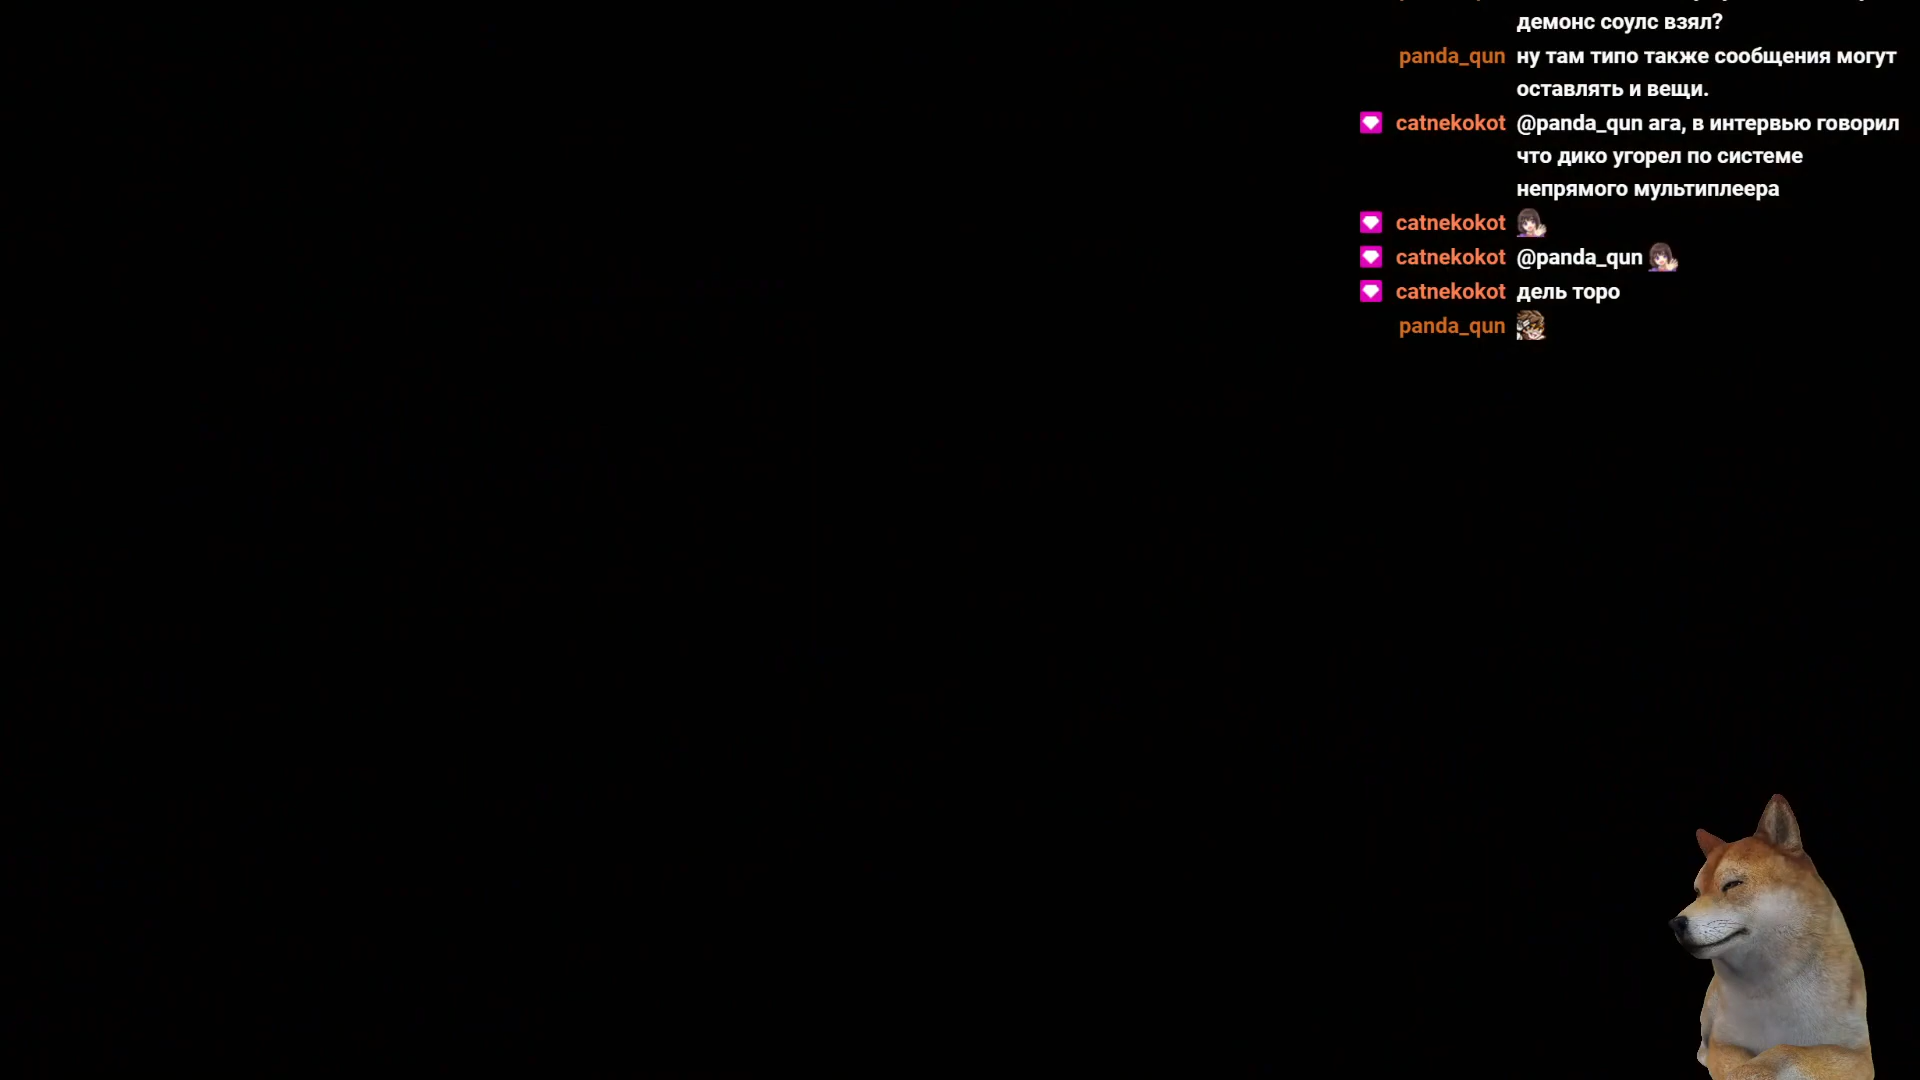 демонс соулс взял?
panda_qun ну там типо также сообщения могут
оставлять и вещи.
catnekokot @panda_qun ага, в интервью говорил
что дико угорел по системе
непрямого мультиплеера
catnekokot
catnekokot @panda_qun
catnekokot дель торо
panda_qun